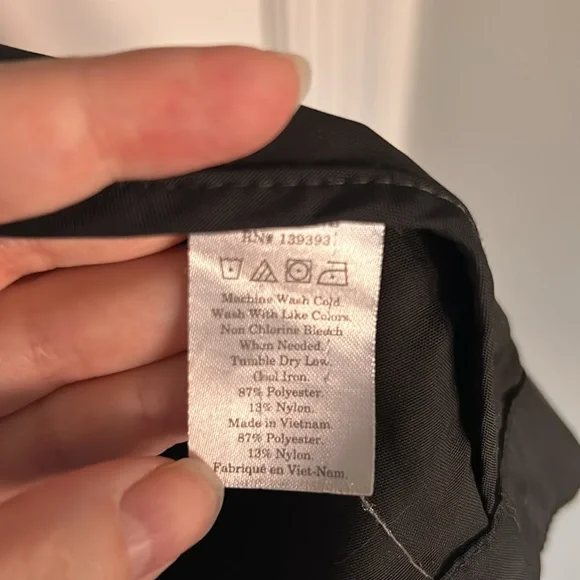 RN# 139393
Machine Wash Cold.
Wash With Like Colors.
Non Chlorine Bleach
When Needed.
Tumble Dry Low.
Cool Iron.
87% Polyester.
13% Nylon.
Made in Vietnam.
87% Polyester.
13% Nylon.
Fabriqué en Viet-Nam.